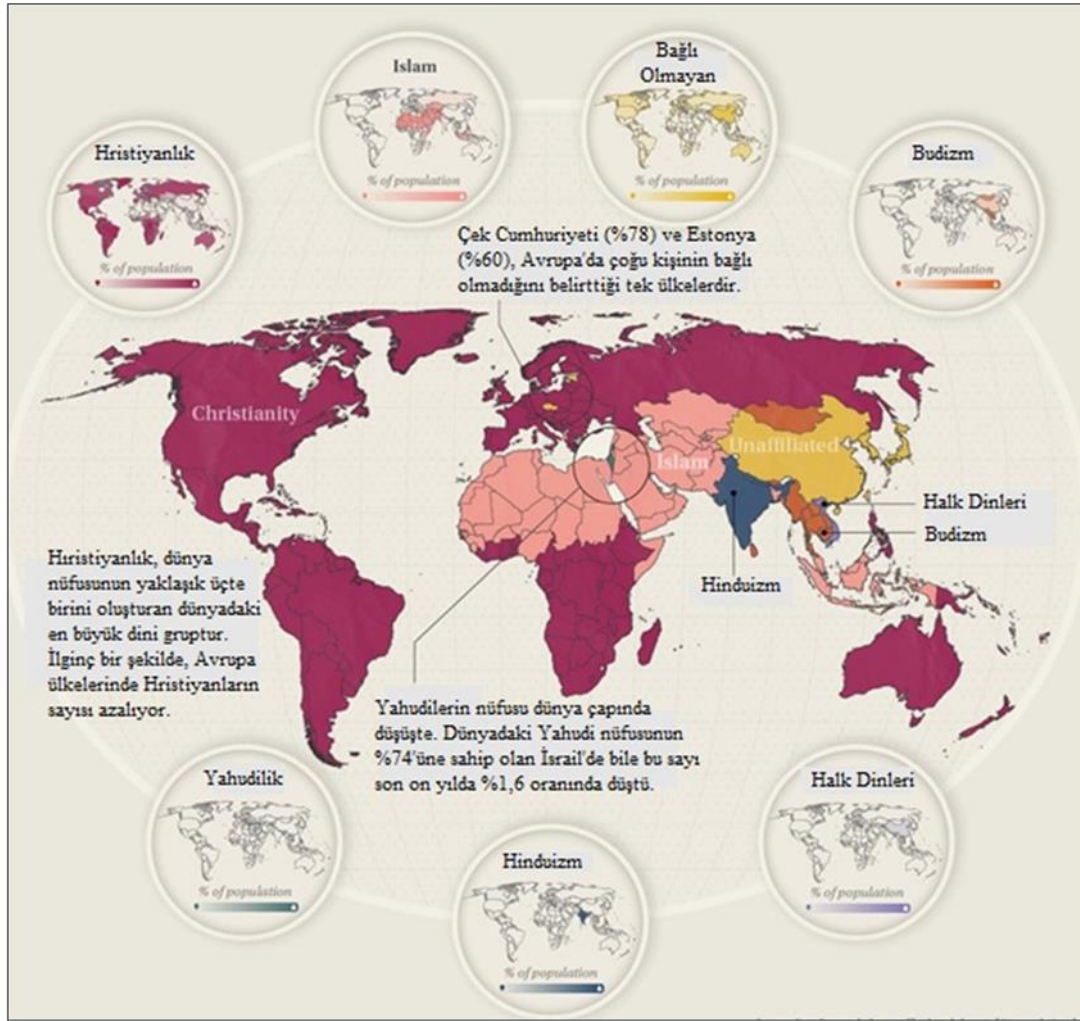 Islam
% of population
Bağlı
Olmayan
% of population
Hristiyanlık
% of population
Budizm
% of population
Çek Cumhuriyeti (%78) ve Estonya
(%60), Avrupa'da çoğu kişinin bağlı
olmadığını belirttiği tek ülkelerdir.
Christianity
Unaffiliated
Islam
Halk Dinleri
Budizm
Hinduizm
Hıristiyanlık, dünya
nüfusunun yaklaşık üçte
birini oluşturan dünyadaki
en büyük dini gruptur.
İlginç bir şekilde, Avrupa
ülkelerinde Hristiyanların
sayısı azalıyor.
Yahudilerin nüfusu dünya çapında
düşüşte. Dünyadaki Yahudi nüfusunun
%74'üne sahip olan İsrail'de bile bu sayı
son on yılda %1,6 oranında düştü.
Yahudilik
% of population
Hinduizm
% of population
Halk Dinleri
% of population